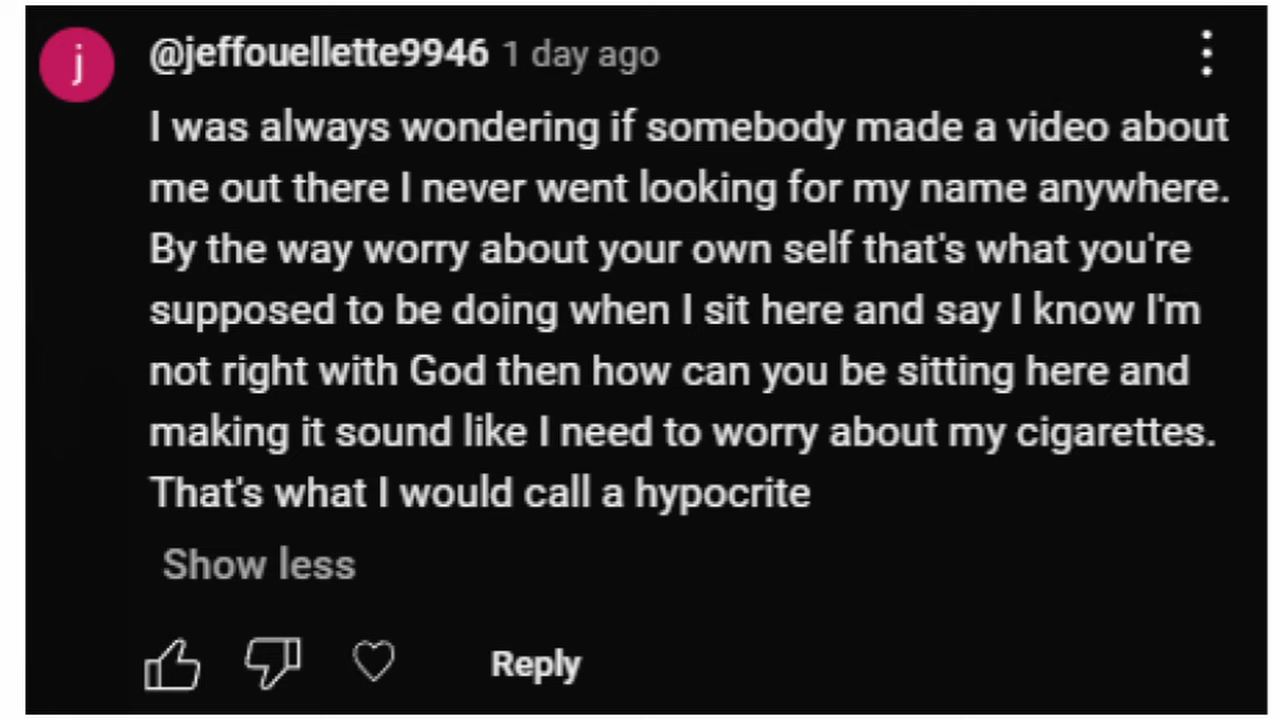 j
@jeffouellette9946 1 day ago
I was always wondering if somebody made a video about
me out there I never went looking for my name anywhere.
By the way worry about your own self that's what you're
supposed to be doing when I sit here and say I know I'm
not right with God then how can you be sitting here and
making it sound like I need to worry about my cigarettes.
That's what I would call a hypocrite
Show less
Reply